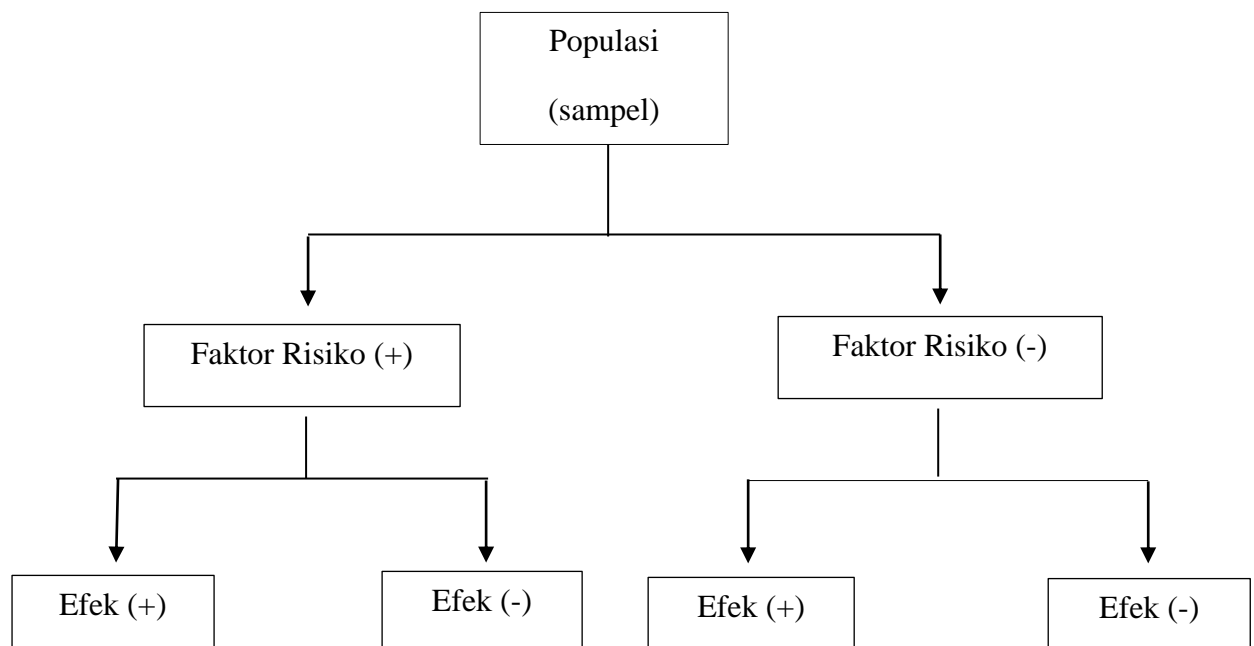 Populasi
(sampel)
Faktor Risiko (+)
Faktor Risiko (-)
Efek (+)
Efek (-)
Efek (+)
Efek (-)